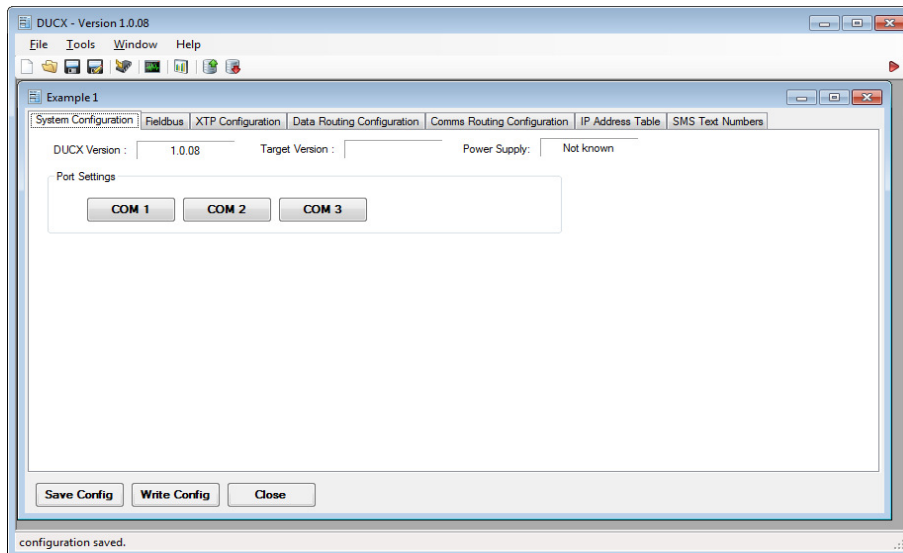 DUCX - Version 1.0.08
File Tools Window Help
Example 1
System Configuration Fieldbus XTP Configuration Data Routing Configuration Comms Routing Configuration IP Address Table SMS Text Numbers
DUCX Version : 1.0.08 Target Version : Power Supply: Not known
Port Settings
COM 1 COM 2 COM 3
Save Config Write Config Close
configuration saved.